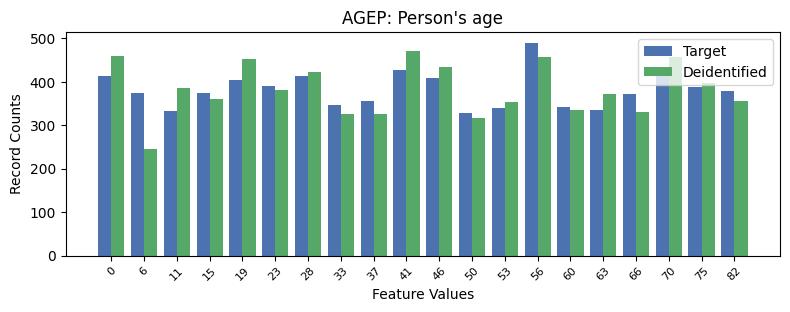 AGEP: Person's age
Target
Deidentified
Record Counts
500
400
300
200
100
0
0 6 11 15 19 23 28 33 37 41 46 50 53 56 60 63 66 70 75 82
Feature Values